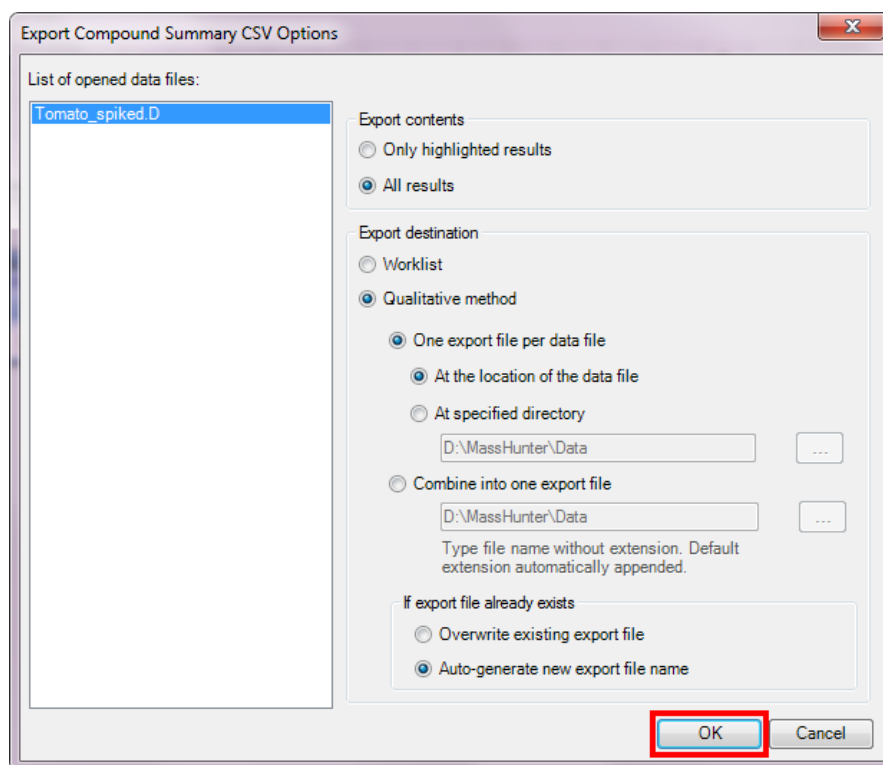 Export Compound Summary CSV Options
List of opened data files:
Tomato_spiked.D
Export contents
Only highlighted results
All results
Export destination
Worklist
Qualitative method
One export file per data file
At the location of the data file
At specified directory
D:\MassHunter\Data
...
Combine into one export file
D:\MassHunter\Data
...
Type file name without extension. Default
extension automatically appended.
If export file already exists
Overwrite existing export file
Auto-generate new export file name
OK
Cancel